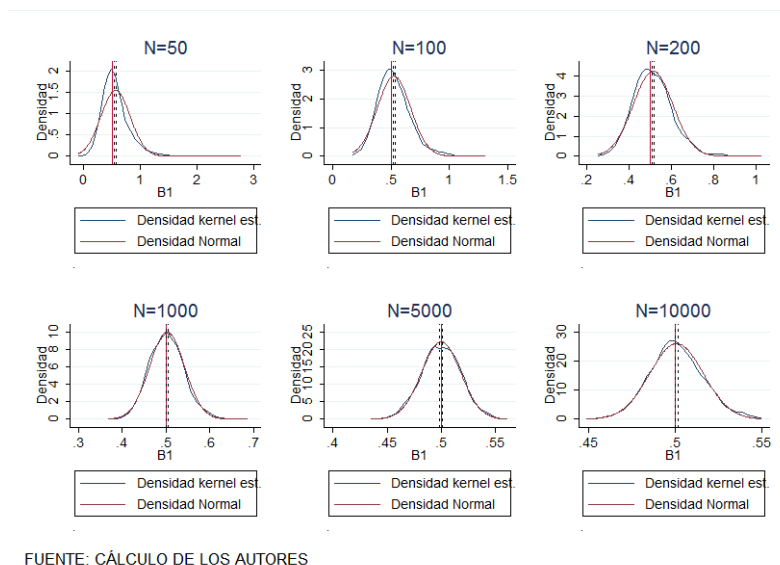 N=50
Densidad
0 .5 1 1.5 2
0 1 2 3
B1
Densidad kernel est.
Densidad Normal
N=100
Densidad
0 1 2 3
0 .5 1 1.5
B1
Densidad kernel est.
Densidad Normal
N=200
Densidad
0 1 2 3 4
.2 .4 .6 .8 1
B1
Densidad kernel est.
Densidad Normal
N=1000
Densidad
0 2 4 6 8 10
.3 .4 .5 .6 .7
B1
Densidad kernel est.
Densidad Normal
N=5000
Densidad
0 5 10 15 20 25
.4 .45 .5 .55
B1
Densidad kernel est.
Densidad Normal
N=10000
Densidad
0 10 20 30
.45 .5 .55
B1
Densidad kernel est.
Densidad Normal
FUENTE: CÁLCULO DE LOS AUTORES